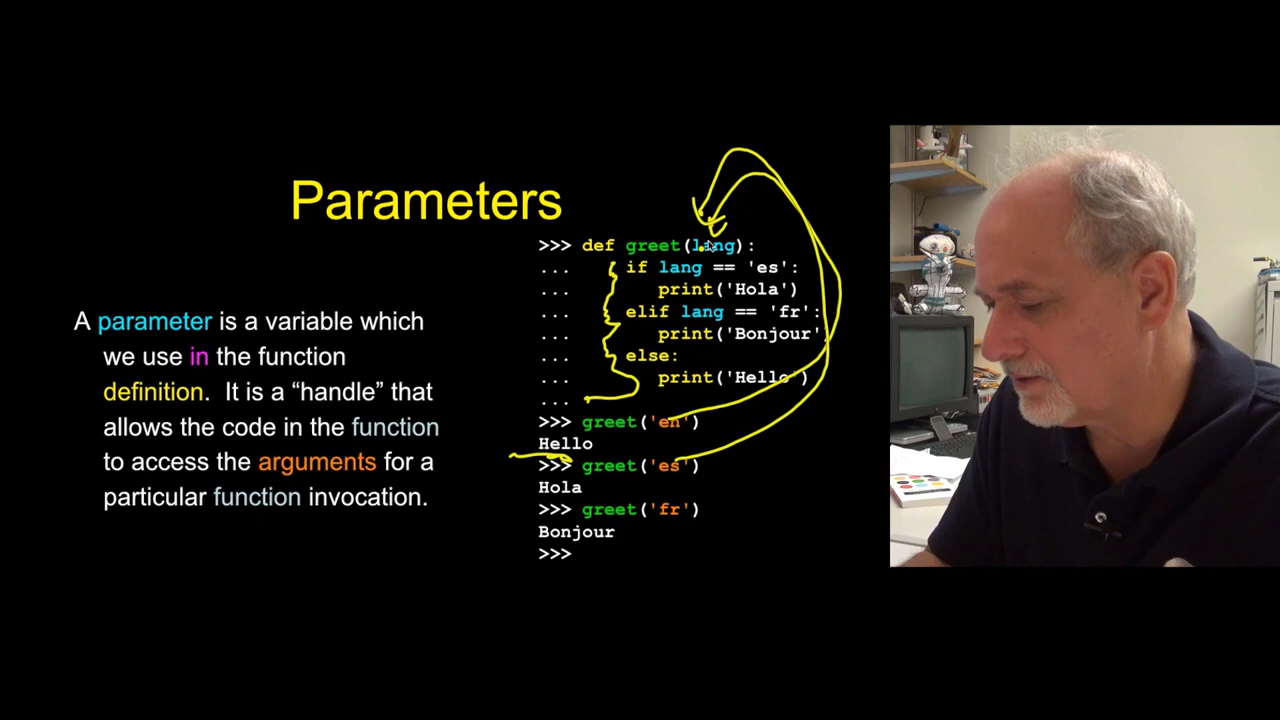 Parameters
A parameter is a variable which
we use in the function
definition. It is a “handle” that
allows the code in the function
to access the arguments for a
particular function invocation.
>>> def greet(lang):
...     if lang == 'es':
...        print('Hola')
...     elif lang == 'fr':
...        print('Bonjour'
...     else:
...        print('Hello')
...
>>> greet('en')
Hello
>>> greet('es')
Hola
>>> greet('fr')
Bonjour
>>>